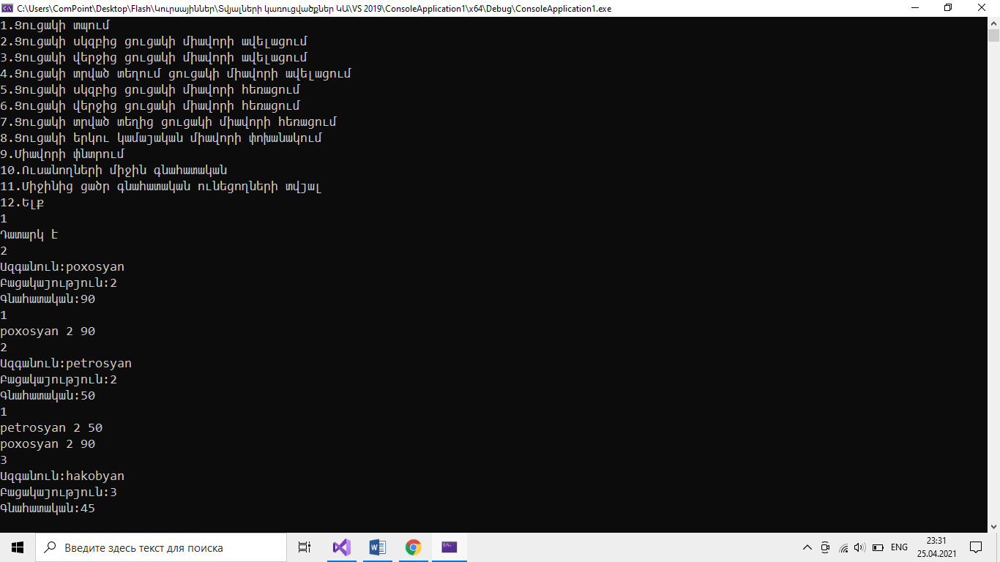 C:\Users\ComPoint\Desktop\Flash\Կուրսայիններ\Տվյալների կառուցվածքներ ԿԱ\VS 2019\ConsoleApplication1\x64\Debug\ConsoleApplication1.exe
1.Ցուցակի տպում
2.Ցուցակի սկզբից ցուցակի միավորի ավելացում
3.Ցուցակի վերջից ցուցակի միավորի ավելացում
4.Ցուցակի տրված տեղում ցուցակի միավորի ավելացում
5.Ցուցակի սկզբից ցուցակի միավորի հեռացում
6.Ցուցակի վերջից ցուցակի միավորի հեռացում
7.Ցուցակի տրված տեղից ցուցակի միավորի հեռացում
8.Ցուցակի երկու կամայական միավորի փոխանակում
9.Միավորի փնտրում
10.Ուսանողների միջին գնահատական
11.Միջինից ցածր գնահատական ունեցողների տվյալ
12.Ելք
1
Դատարկ է
2
Ազգանուն:poxosyan
Բացակայություն:2
Գնահատական:90
1
poxosyan 2 90
2
Ազգանուն:petrosyan
Բացակայություն:2
Գնահատական:50
1
petrosyan 2 50
poxosyan 2 90
3
Ազգանուն:hakobyan
Բացակայություն:3
Գնահատական:45
Введите здесь текст для поиска
ENG
23:31
25.04.2021